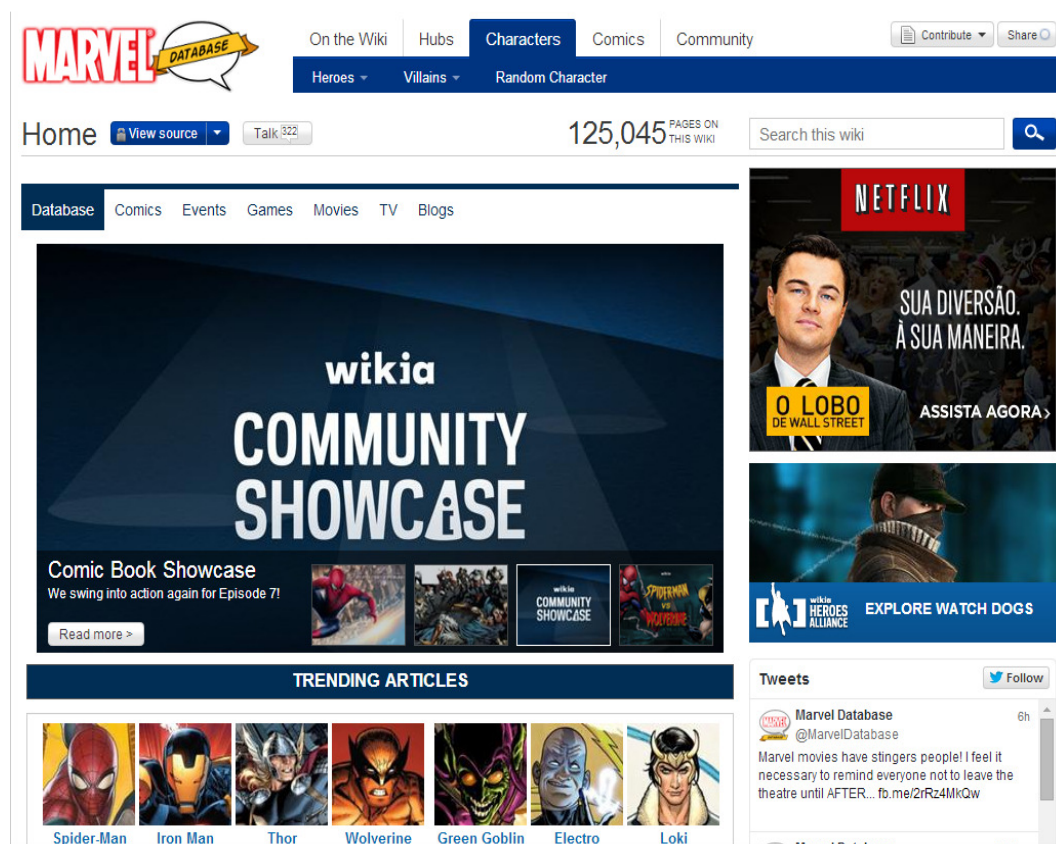 MARVEL DATABASE
On the Wiki Hubs Characters Comics Community
Contribute Share
Heroes Villains Random Character
Home View source Talk 322
125,045 PAGES ON THIS WIKI
Search this wiki
Database Comics Events Games Movies TV Blogs
wikia
COMMUNITY
SHOWCASE
Comic Book Showcase
We swing into action again for Episode 7!
Read more >
wikia
COMMUNITY
SHOWCASE
SPIDERMAN
VS
WOLVERINE
TRENDING ARTICLES
Spider-Man Iron Man Thor Wolverine Green Goblin Electro Loki
NETFLIX
SUA DIVERSÃO.
À SUA MANEIRA.
O LOBO
DE WALL STREET
ASSISTA AGORA >
wikia
HEROES
ALLIANCE
EXPLORE WATCH DOGS
Tweets Follow
MARVEL
Marvel Database 6h
@MarvelDatabase
Marvel movies have stingers people! I feel it
necessary to remind everyone not to leave the
theatre until AFTER... fb.me/2rRz4MkQw